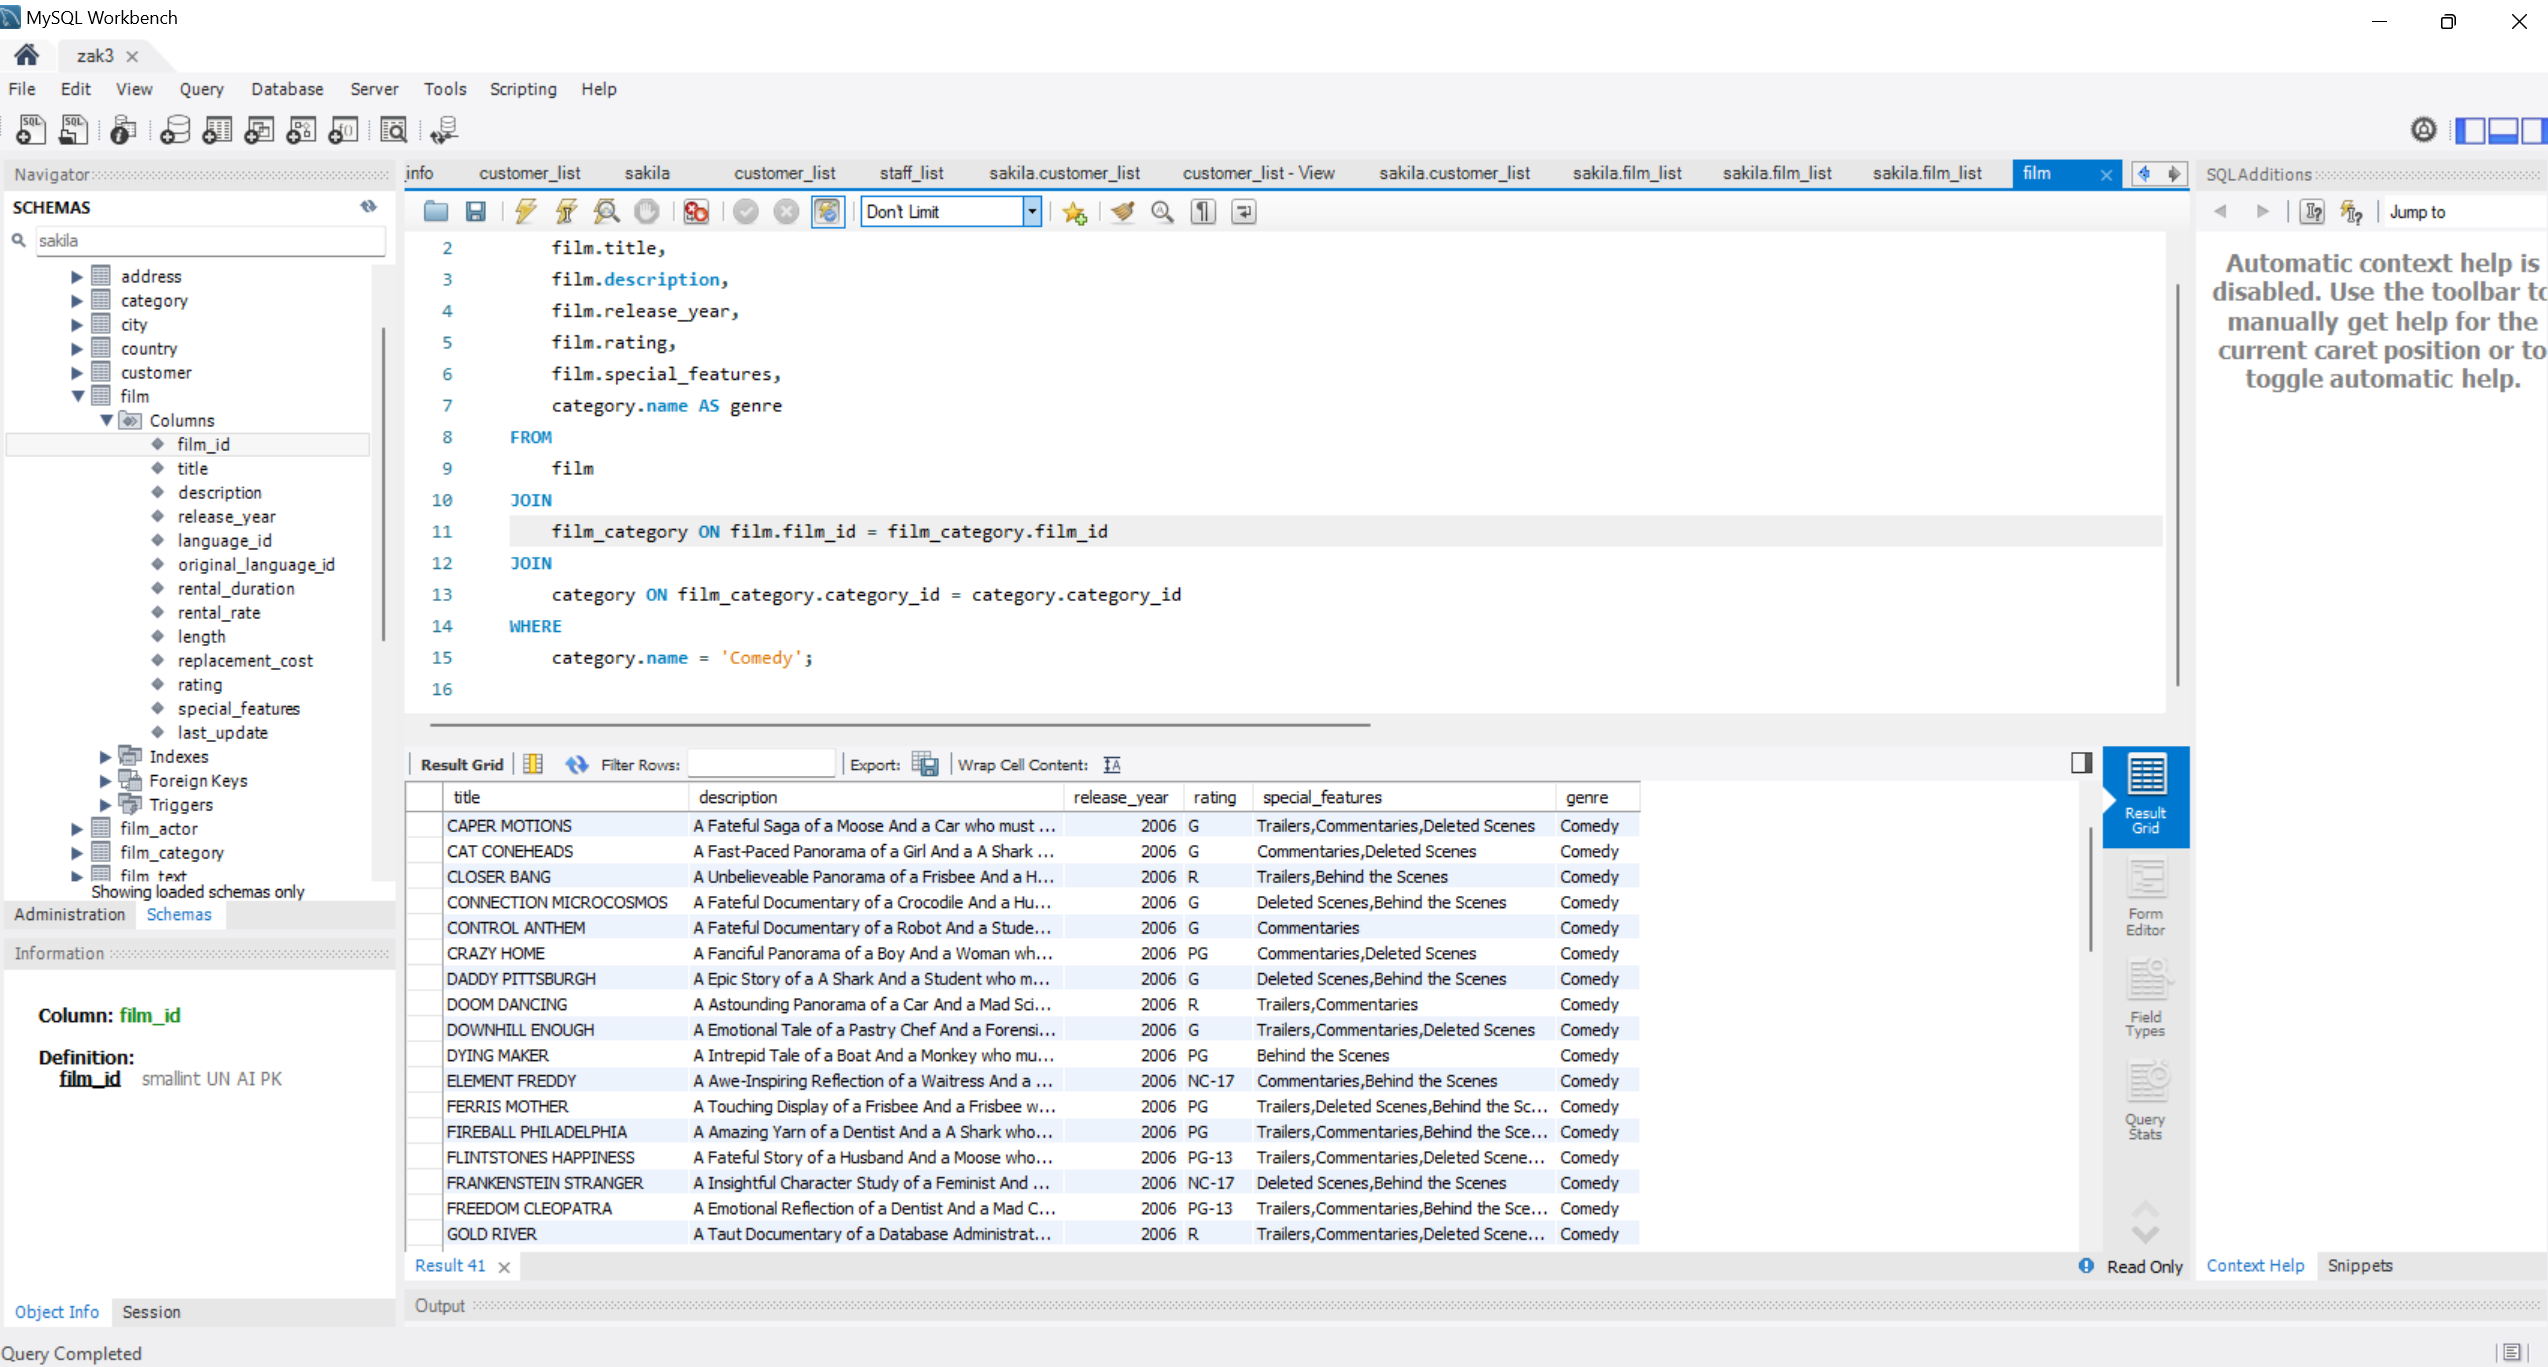 MySQL Workbench
zak3
File Edit View Query Database Server Tools Scripting Help
Navigator
SCHEMAS
sakila
address
category
city
country
customer
film
Columns
film_id
title
description
release_year
language_id
original_language_id
rental_duration
rental_rate
length
replacement_cost
rating
special_features
last_update
Indexes
Foreign Keys
Triggers
film_actor
film_category
film_text
Showing loaded schemas only
Administration Schemas
Information
Column: film_id
Definition:
film_id smallint UN AI PK
Object Info Session
Query Completed
info customer_list sakila customer_list staff_list sakila.customer_list customer_list - View sakila.customer_list sakila.film_list sakila.film_list sakila.film_list film
Don't Limit
2 film.title,
3 film.description,
4 film.release_year,
5 film.rating,
6 film.special_features,
7 category.name AS genre
8 FROM
9 film
10 JOIN
11 film_category ON film.film_id = film_category.film_id
12 JOIN
13 category ON film_category.category_id = category.category_id
14 WHERE
15 category.name = 'Comedy';
16
Result Grid Filter Rows: Export: Wrap Cell Content:
title description release_year rating special_features genre
CAPER MOTIONS A Fateful Saga of a Moose And a Car who must ... 2006 G Trailers,Commentaries,Deleted Scenes Comedy
CAT CONEHEADS A Fast-Paced Panorama of a Girl And a A Shark ... 2006 G Commentaries,Deleted Scenes Comedy
CLOSER BANG A Unbelieveable Panorama of a Frisbee And a H... 2006 R Trailers,Behind the Scenes Comedy
CONNECTION MICROCOSMOS A Fateful Documentary of a Crocodile And a Hu... 2006 G Deleted Scenes,Behind the Scenes Comedy
CONTROL ANTHEM A Fateful Documentary of a Robot And a Stude... 2006 G Commentaries Comedy
CRAZY HOME A Fanciful Panorama of a Boy And a Woman wh... 2006 PG Commentaries,Deleted Scenes Comedy
DADDY PITTSBURGH A Epic Story of a A Shark And a Student who m... 2006 G Deleted Scenes,Behind the Scenes Comedy
DOOM DANCING A Astounding Panorama of a Car And a Mad Sci... 2006 R Trailers,Commentaries Comedy
DOWNHILL ENOUGH A Emotional Tale of a Pastry Chef And a Forensi... 2006 G Trailers,Commentaries,Deleted Scenes Comedy
DYING MAKER A Intrepid Tale of a Boat And a Monkey who mu... 2006 PG Behind the Scenes Comedy
ELEMENT FREDDY A Awe-Inspiring Reflection of a Waitress And a ... 2006 NC-17 Commentaries,Behind the Scenes Comedy
FERRIS MOTHER A Touching Display of a Frisbee And a Frisbee w... 2006 PG Trailers,Deleted Scenes,Behind the Sc... Comedy
FIREBALL PHILADELPHIA A Amazing Yarn of a Dentist And a A Shark who... 2006 PG Trailers,Commentaries,Behind the Sce... Comedy
FLINTSTONES HAPPINESS A Fateful Story of a Husband And a Moose who... 2006 PG-13 Trailers,Commentaries,Deleted Scene... Comedy
FRANKENSTEIN STRANGER A Insightful Character Study of a Feminist And ... 2006 NC-17 Deleted Scenes,Behind the Scenes Comedy
FREEDOM CLEOPATRA A Emotional Reflection of a Dentist And a Mad C... 2006 PG-13 Trailers,Commentaries,Behind the Sce... Comedy
GOLD RIVER A Taut Documentary of a Database Administrat... 2006 R Trailers,Commentaries,Deleted Scene... Comedy
Result 41
Read Only
Output
Result
Grid
Form
Editor
Field
Types
Query
Stats
SQLAdditions
Jump to
Automatic context help is
disabled. Use the toolbar to
manually get help for the
current caret position or to
toggle automatic help.
Context Help Snippets